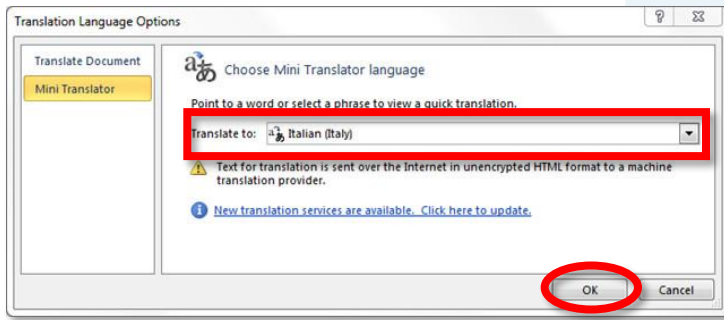 Translation Language Options
Translate Document
Mini Translator
Choose Mini Translator language
Point to a word or select a phrase to view a quick translation.
Translate to: Italian (Italy)
Text for translation is sent over the Internet in unencrypted HTML format to a machine
translation provider.
New translation services are available. Click here to update.
OK Cancel